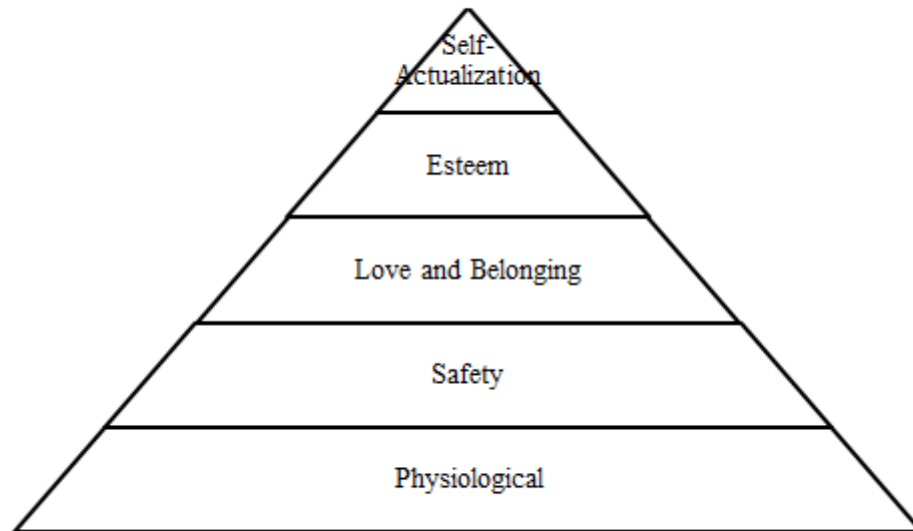 Self-
Actualization
Esteem
Love and Belonging
Safety
Physiological